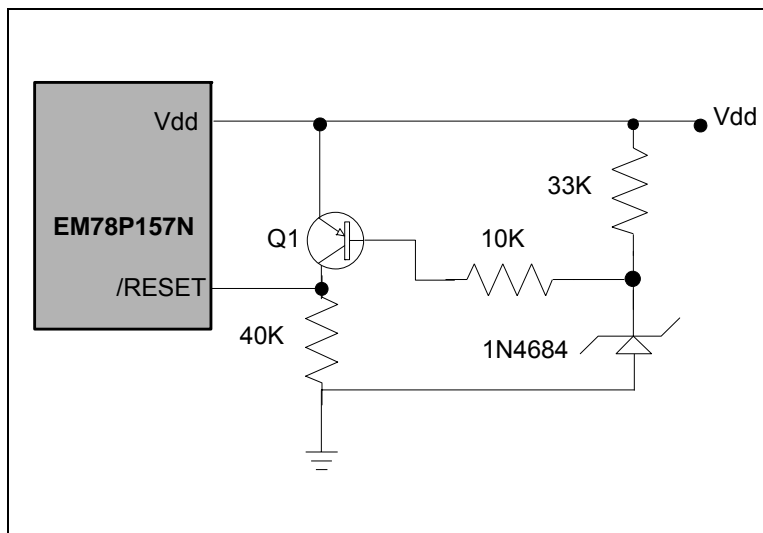 Vdd
Vdd
33K
EM78P157N
Q1
10K
/RESET
40K
1N4684